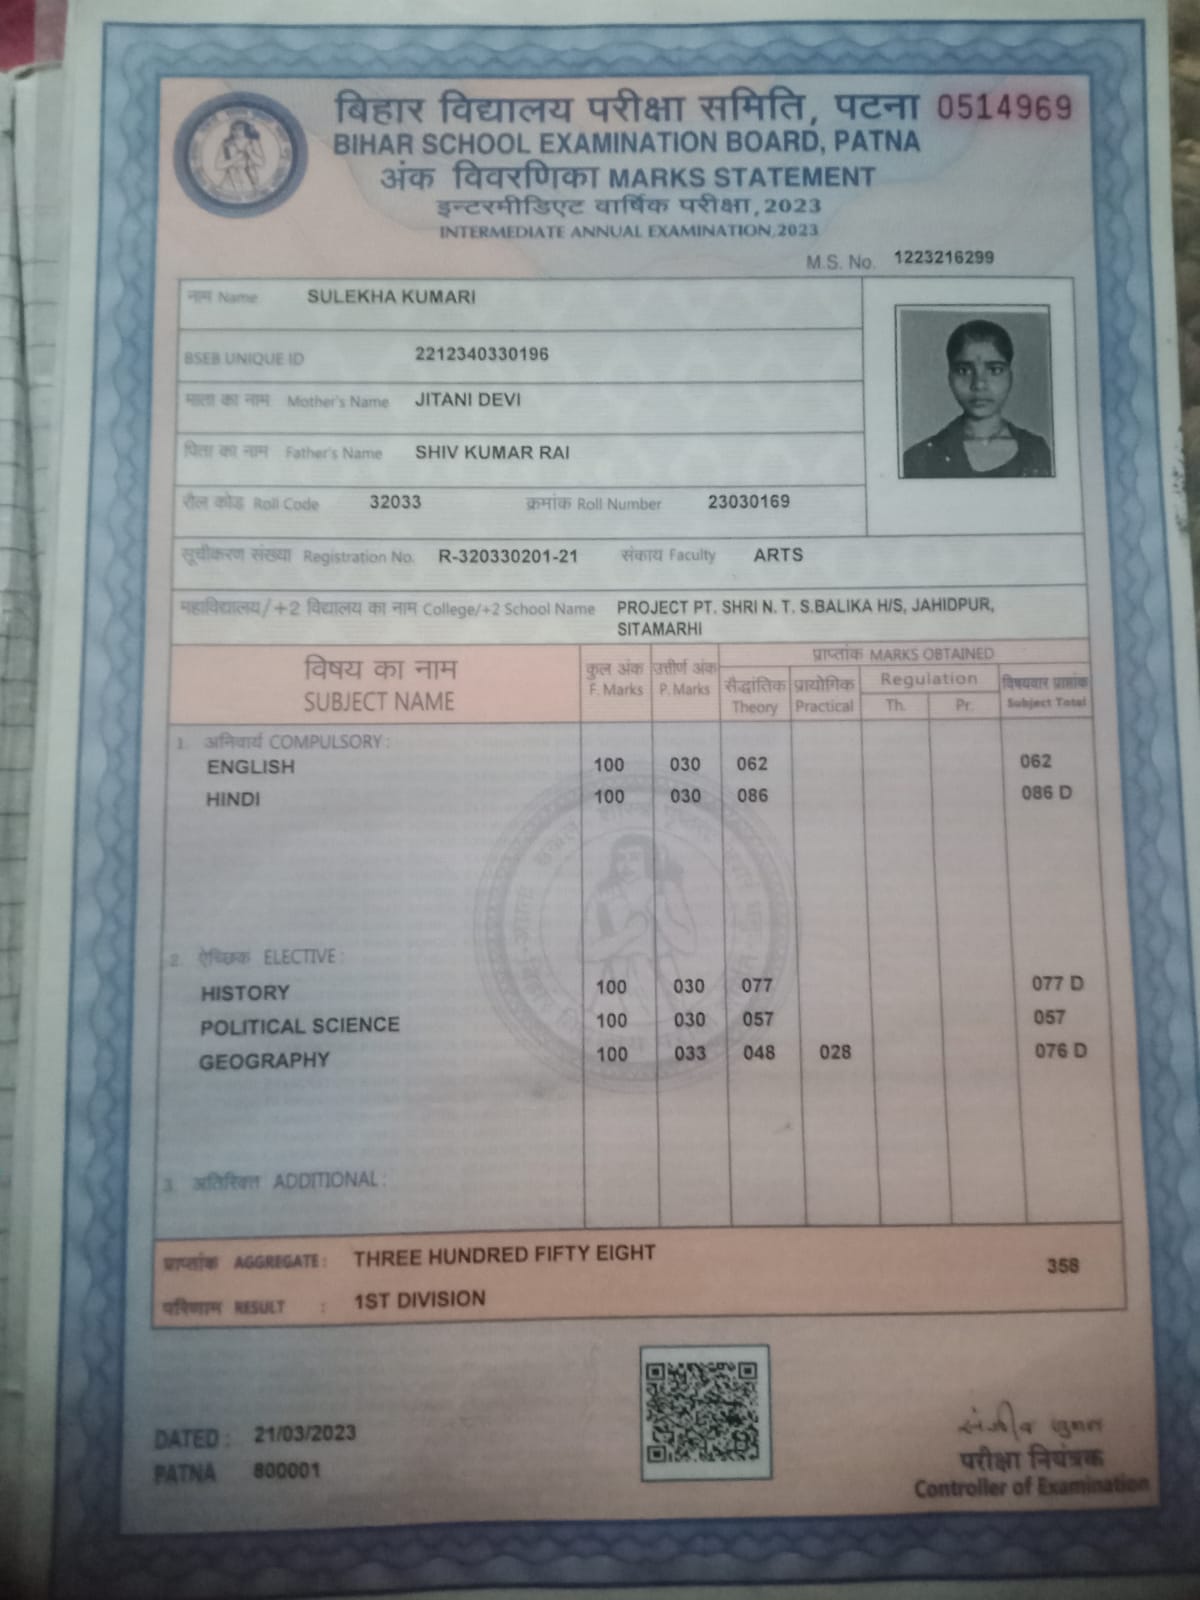 बिहार विद्यालय परीक्षा समिति, पटना 0514969
BIHAR SCHOOL EXAMINATION BOARD, PATNA
अंक विवरणिका MARKS STATEMENT
इन्टरमीडिएट वार्षिक परीक्षा, 2023
INTERMEDIATE ANNUAL EXAMINATION, 2023
M.S. No. 1223216299
नाम Name SULEKHA KUMARI
BSEB UNIQUE ID 2212340330196
माता का नाम Mother's Name JITANI DEVI
पिता का नाम Father's Name SHIV KUMAR RAI
रौल कोड Roll Code 32033 क्रमांक Roll Number 23030169
सूचीकरण संख्या Registration No. R-320330201-21 संकाय Faculty ARTS
महाविद्यालय/+2 विद्यालय का नाम College/+2 School Name PROJECT PT. SHRI N. T. S.BALIKA H/S, JAHIDPUR,
SITAMARHI
विषय का नाम
SUBJECT NAME
कुल अंक
F. Marks
उत्तीर्ण अंक
P. Marks
प्राप्तांक MARKS OBTAINED
सैद्धांतिक
Theory
प्रायोगिक
Practical
Regulation
Th. Pr.
विषयवार प्राप्तांक
Subject Total
1. अनिवार्य COMPULSORY :
ENGLISH 100 030 062 062
HINDI 100 030 086 086 D
2. ऐच्छिक ELECTIVE :
HISTORY 100 030 077 077 D
POLITICAL SCIENCE 100 030 057 057
GEOGRAPHY 100 033 048 028 076 D
3. अतिरिक्त ADDITIONAL :
प्राप्तांक AGGREGATE : THREE HUNDRED FIFTY EIGHT 358
परिणाम RESULT : 1ST DIVISION
DATED : 21/03/2023
PATNA 800001
परीक्षा नियंत्रक
Controller of Examination